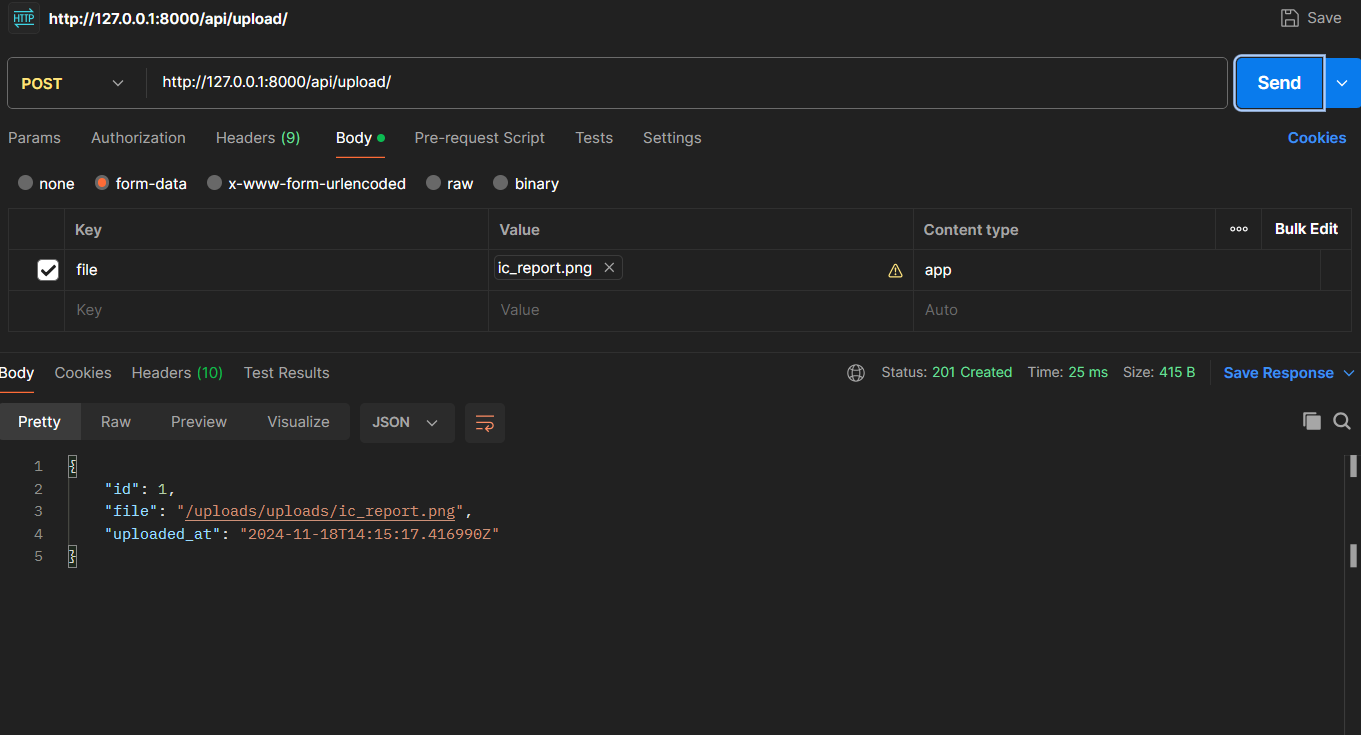 HTTP http://127.0.0.1:8000/api/upload/ Save
POST http://127.0.0.1:8000/api/upload/ Send
Params Authorization Headers (9) Body Pre-request Script Tests Settings Cookies
none form-data x-www-form-urlencoded raw binary
Key Value Content type Bulk Edit
file ic_report.png app
Key Value Auto
Body Cookies Headers (10) Test Results Status: 201 Created Time: 25 ms Size: 415 B Save Response
Pretty Raw Preview Visualize JSON
1 {
2 "id": 1,
3 "file": "/uploads/uploads/ic_report.png",
4 "uploaded_at": "2024-11-18T14:15:17.416990Z"
5 }